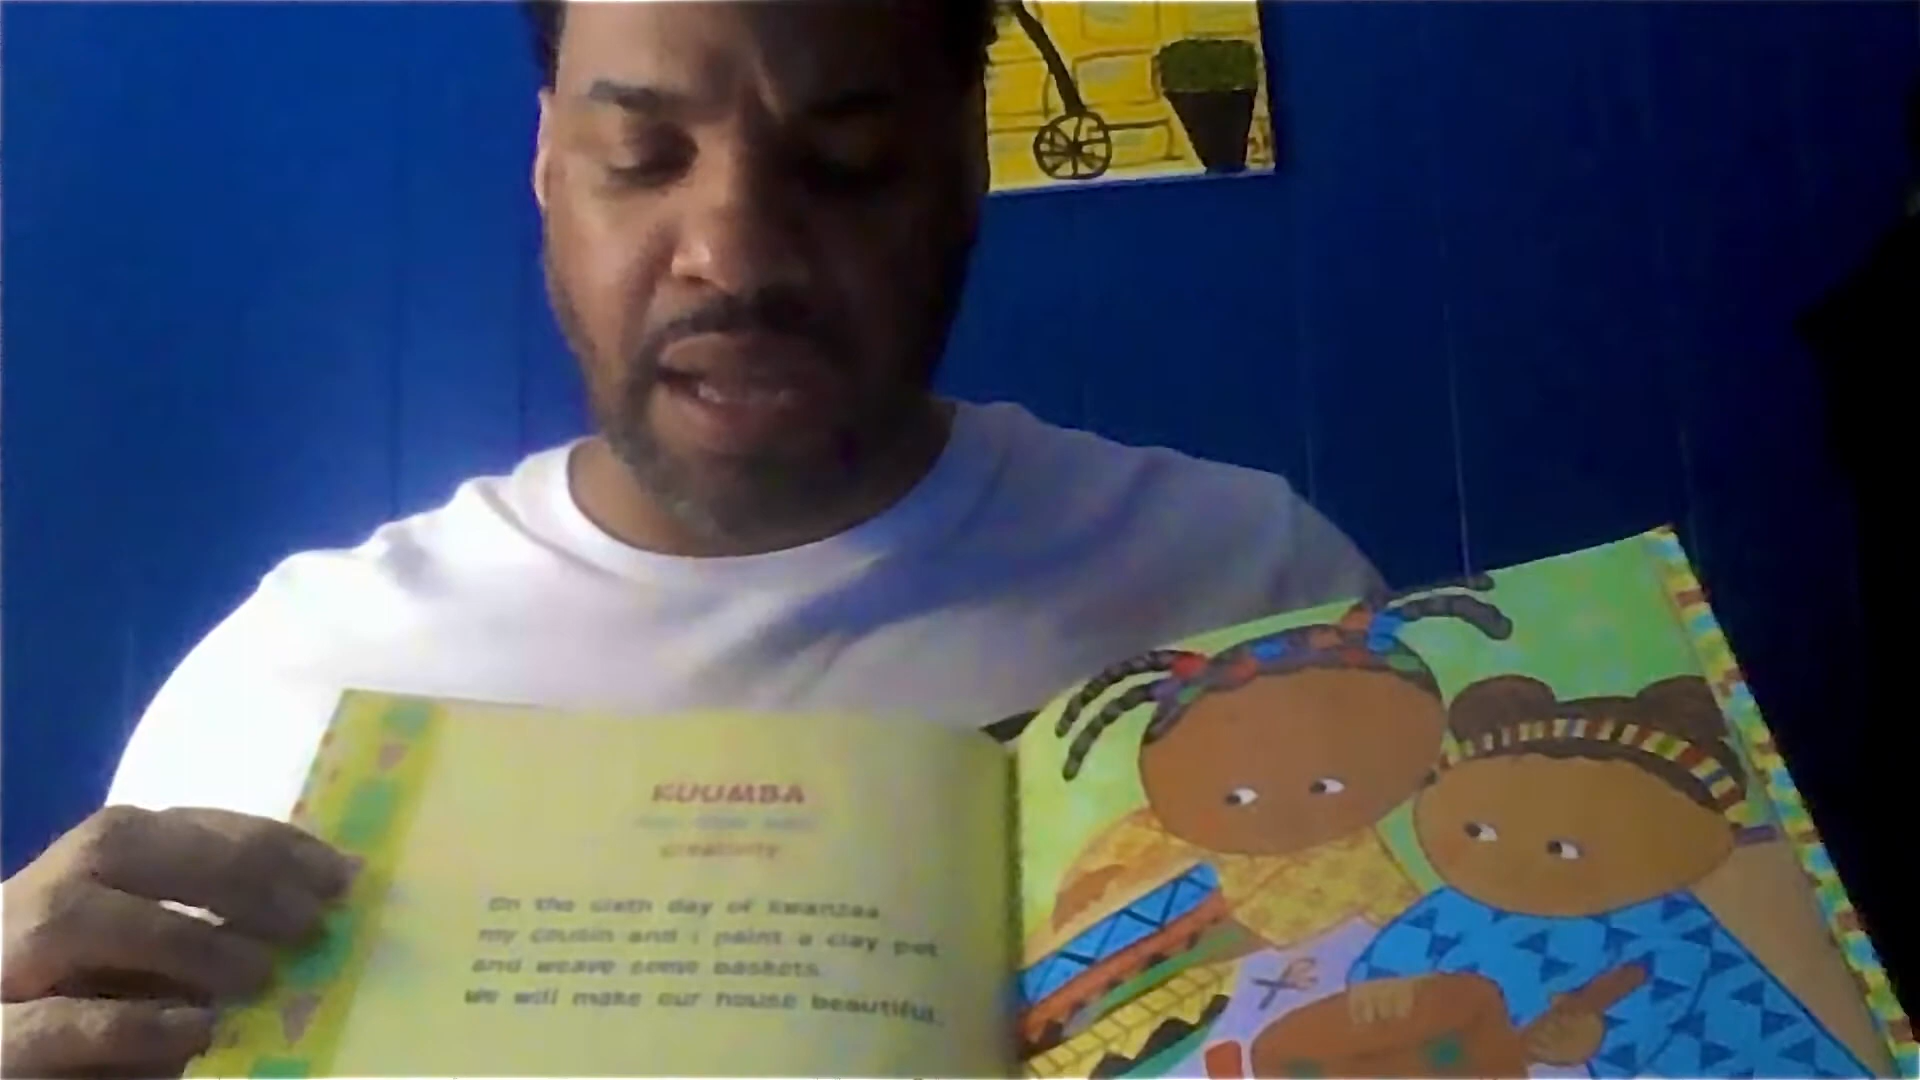 KUUMBA
creativity
On the sixth day of Kwanzaa
my cousin and I paint a clay pot
and weave some baskets.
We will make our house beautiful.